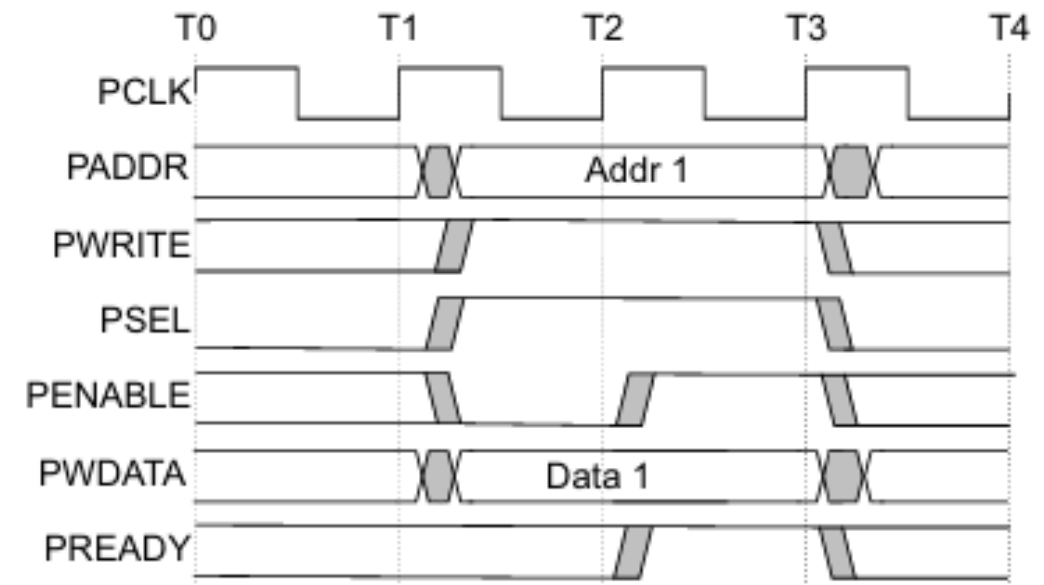 T0 T1 T2 T3 T4
PCLK
PADDR Addr 1
PWRITE
PSEL
PENABLE
PWDATA Data 1
PREADY